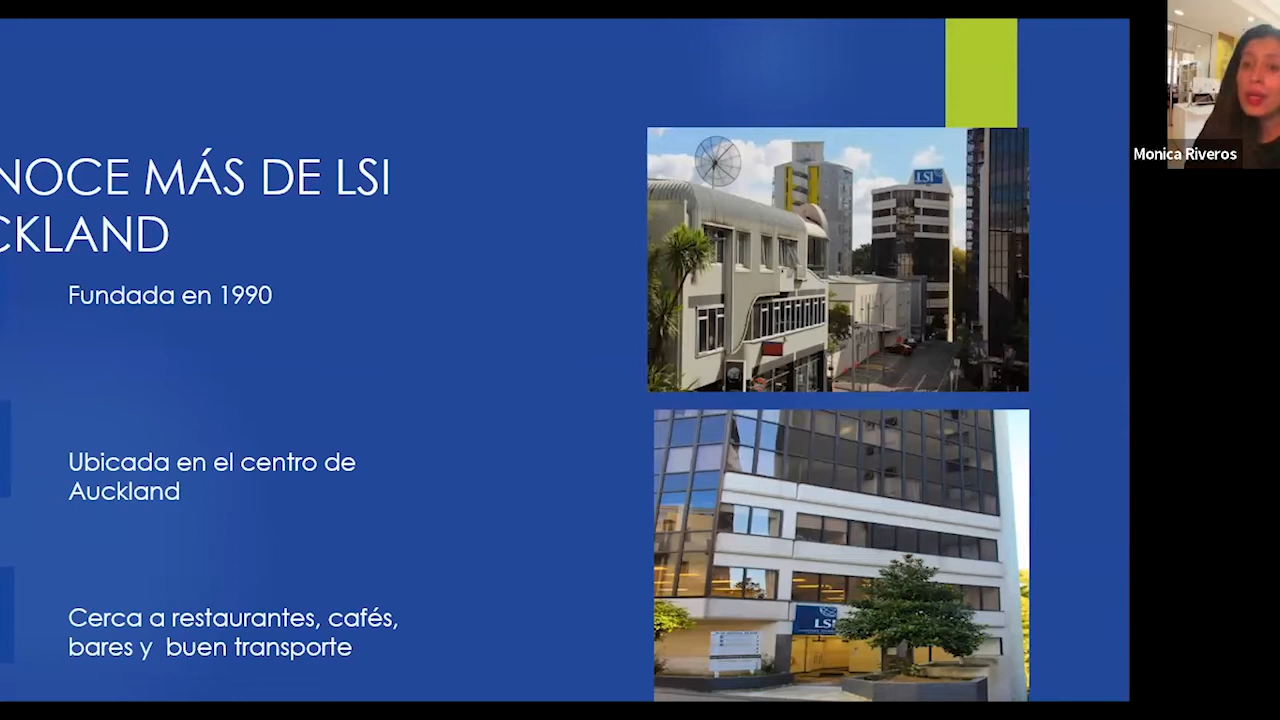 NOCE MÁS DE LSI
CKLAND
Fundada en 1990
Ubicada en el centro de
Auckland
Cerca a restaurantes, cafés,
bares y buen transporte
LSI
LSI
Monica Riveros